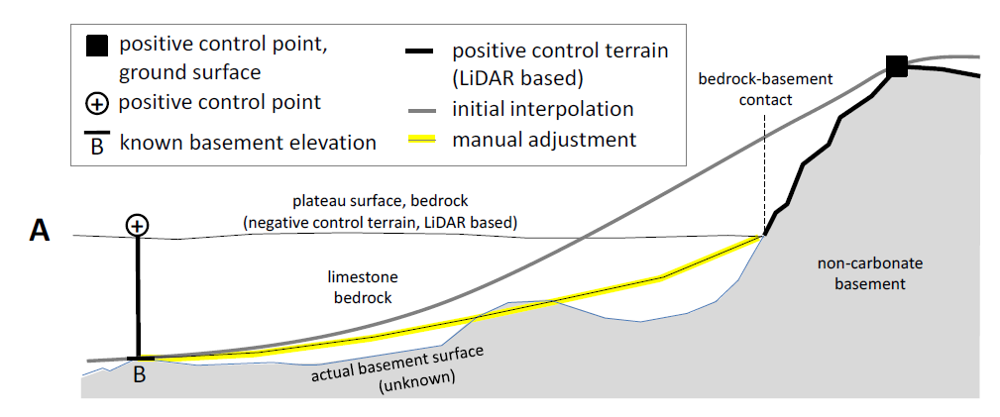 positive control point,
ground surface
positive control point
B known basement elevation
positive control terrain
(LiDAR based)
initial interpolation
manual adjustment
bedrock-basement
contact
A
plateau surface, bedrock
(negative control terrain, LiDAR based)
limestone
bedrock
non-carbonate
basement
B
actual basement surface
(unknown)